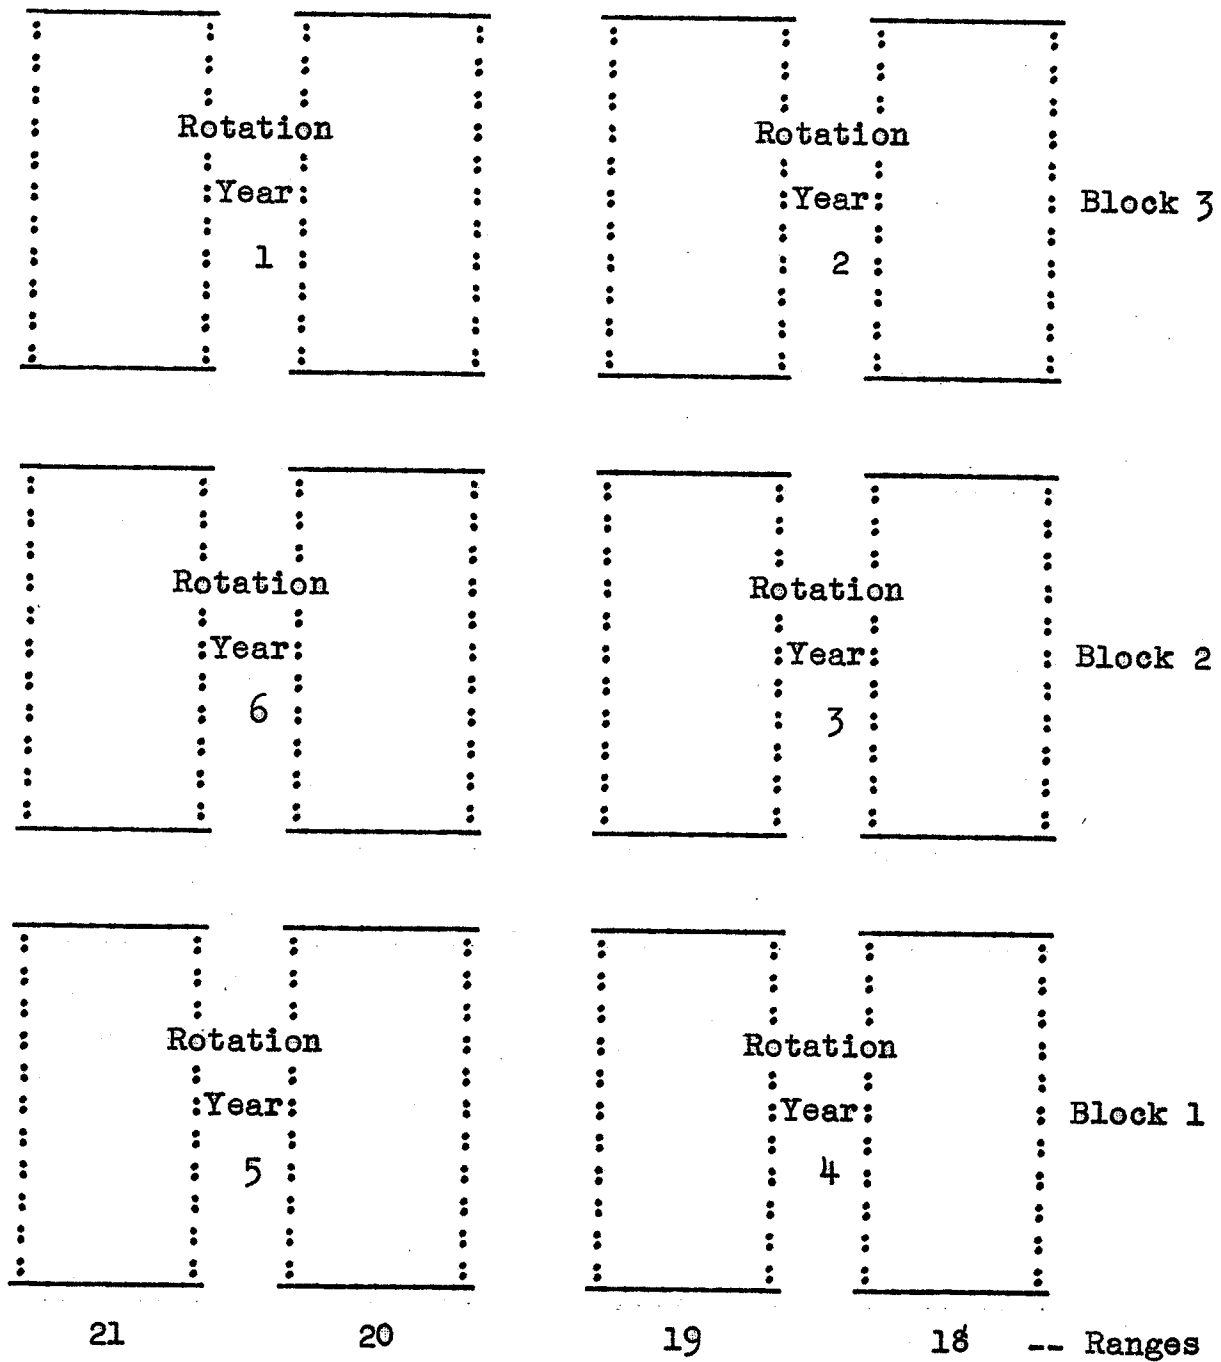 Rotation Rotation
Year Year Block 3
1 2
Rotation Rotation
Year Year Block 2
6 3
Rotation Rotation
Year Year Block 1
5 4
21 20 19 18 -- Ranges